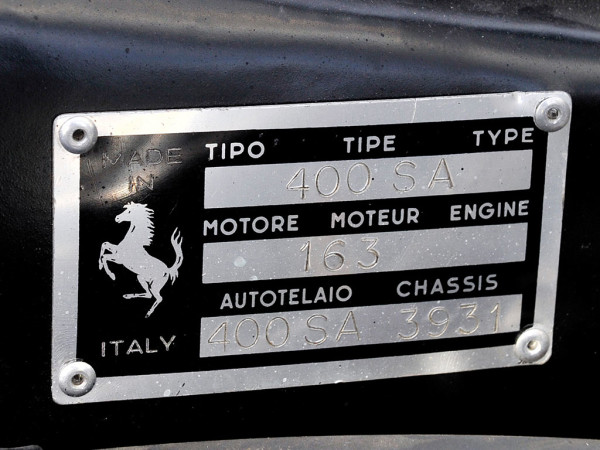 MADE
IN
ITALY
TIPO TIPE TYPE
400 SA
MOTORE MOTEUR ENGINE
163
AUTOTELAIO CHASSIS
400 SA 3931